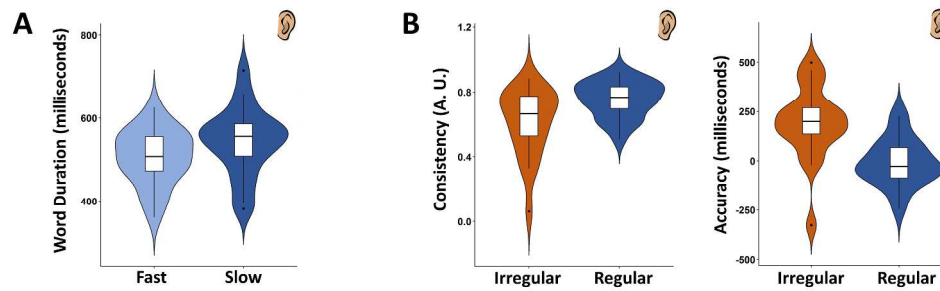 A
Word Duration (milliseconds)
800
600
400
Fast Slow
B
Consistency (A. U.)
1.2
0.8
0.4
0.0
Irregular Regular
Accuracy (milliseconds)
500
250
0
-250
-500
Irregular Regular